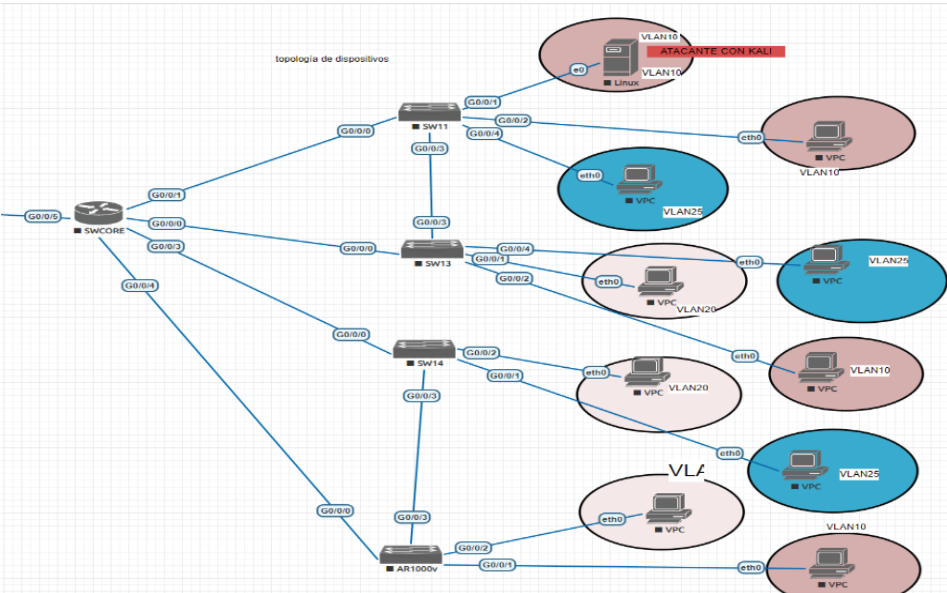 topología de dispositivos
VLAN10
ATACANTE CON KALI
VLAN10
e0
Linux
G0/0/1
SW11
G0/0/0
G0/0/2
G0/0/4
G0/0/3
eth0
VPC
VLAN10
eth0
VPC
VLAN25
G0/0/5
SWCORE
G0/0/1
G0/0/0
G0/0/3
G0/0/4
G0/0/3
G0/0/0
SW13
G0/0/4
G0/0/1
G0/0/2
eth0
VPC
VLAN25
eth0
VPC
VLAN20
eth0
VPC
VLAN10
G0/0/0
SW14
G0/0/2
G0/0/1
G0/0/3
eth0
VPC
VLAN20
eth0
VPC
VLAN25
VLA
G0/0/0
G0/0/3
AR1000v
G0/0/2
G0/0/1
eth0
VPC
VLAN10
eth0
VPC